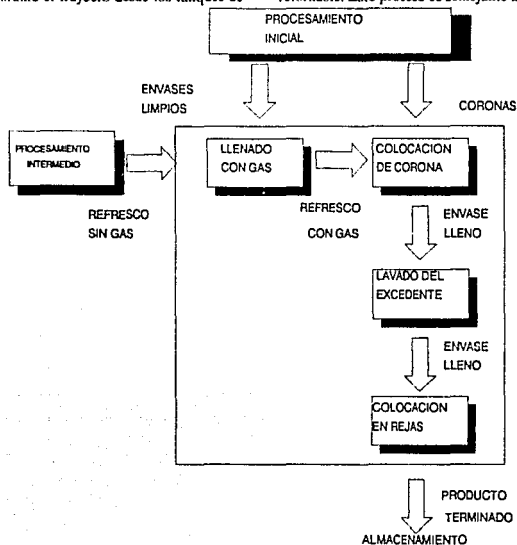 PROCESAMIENTO
INICIAL
ENVASES
LIMPIOS
CORONAS
PROCESAMIENTO
INTERMEDIO
LLENADO
CON GAS
COLOCACION
DE CORONA
REFRESCO
SIN GAS
REFRESCO
CON GAS
ENVASE
LLENO
LAVADO DEL
EXCEDENTE
ENVASE
LLENO
COLOCACION
EN REJAS
PRODUCTO
TERMINADO
ALMACENAMIENTO